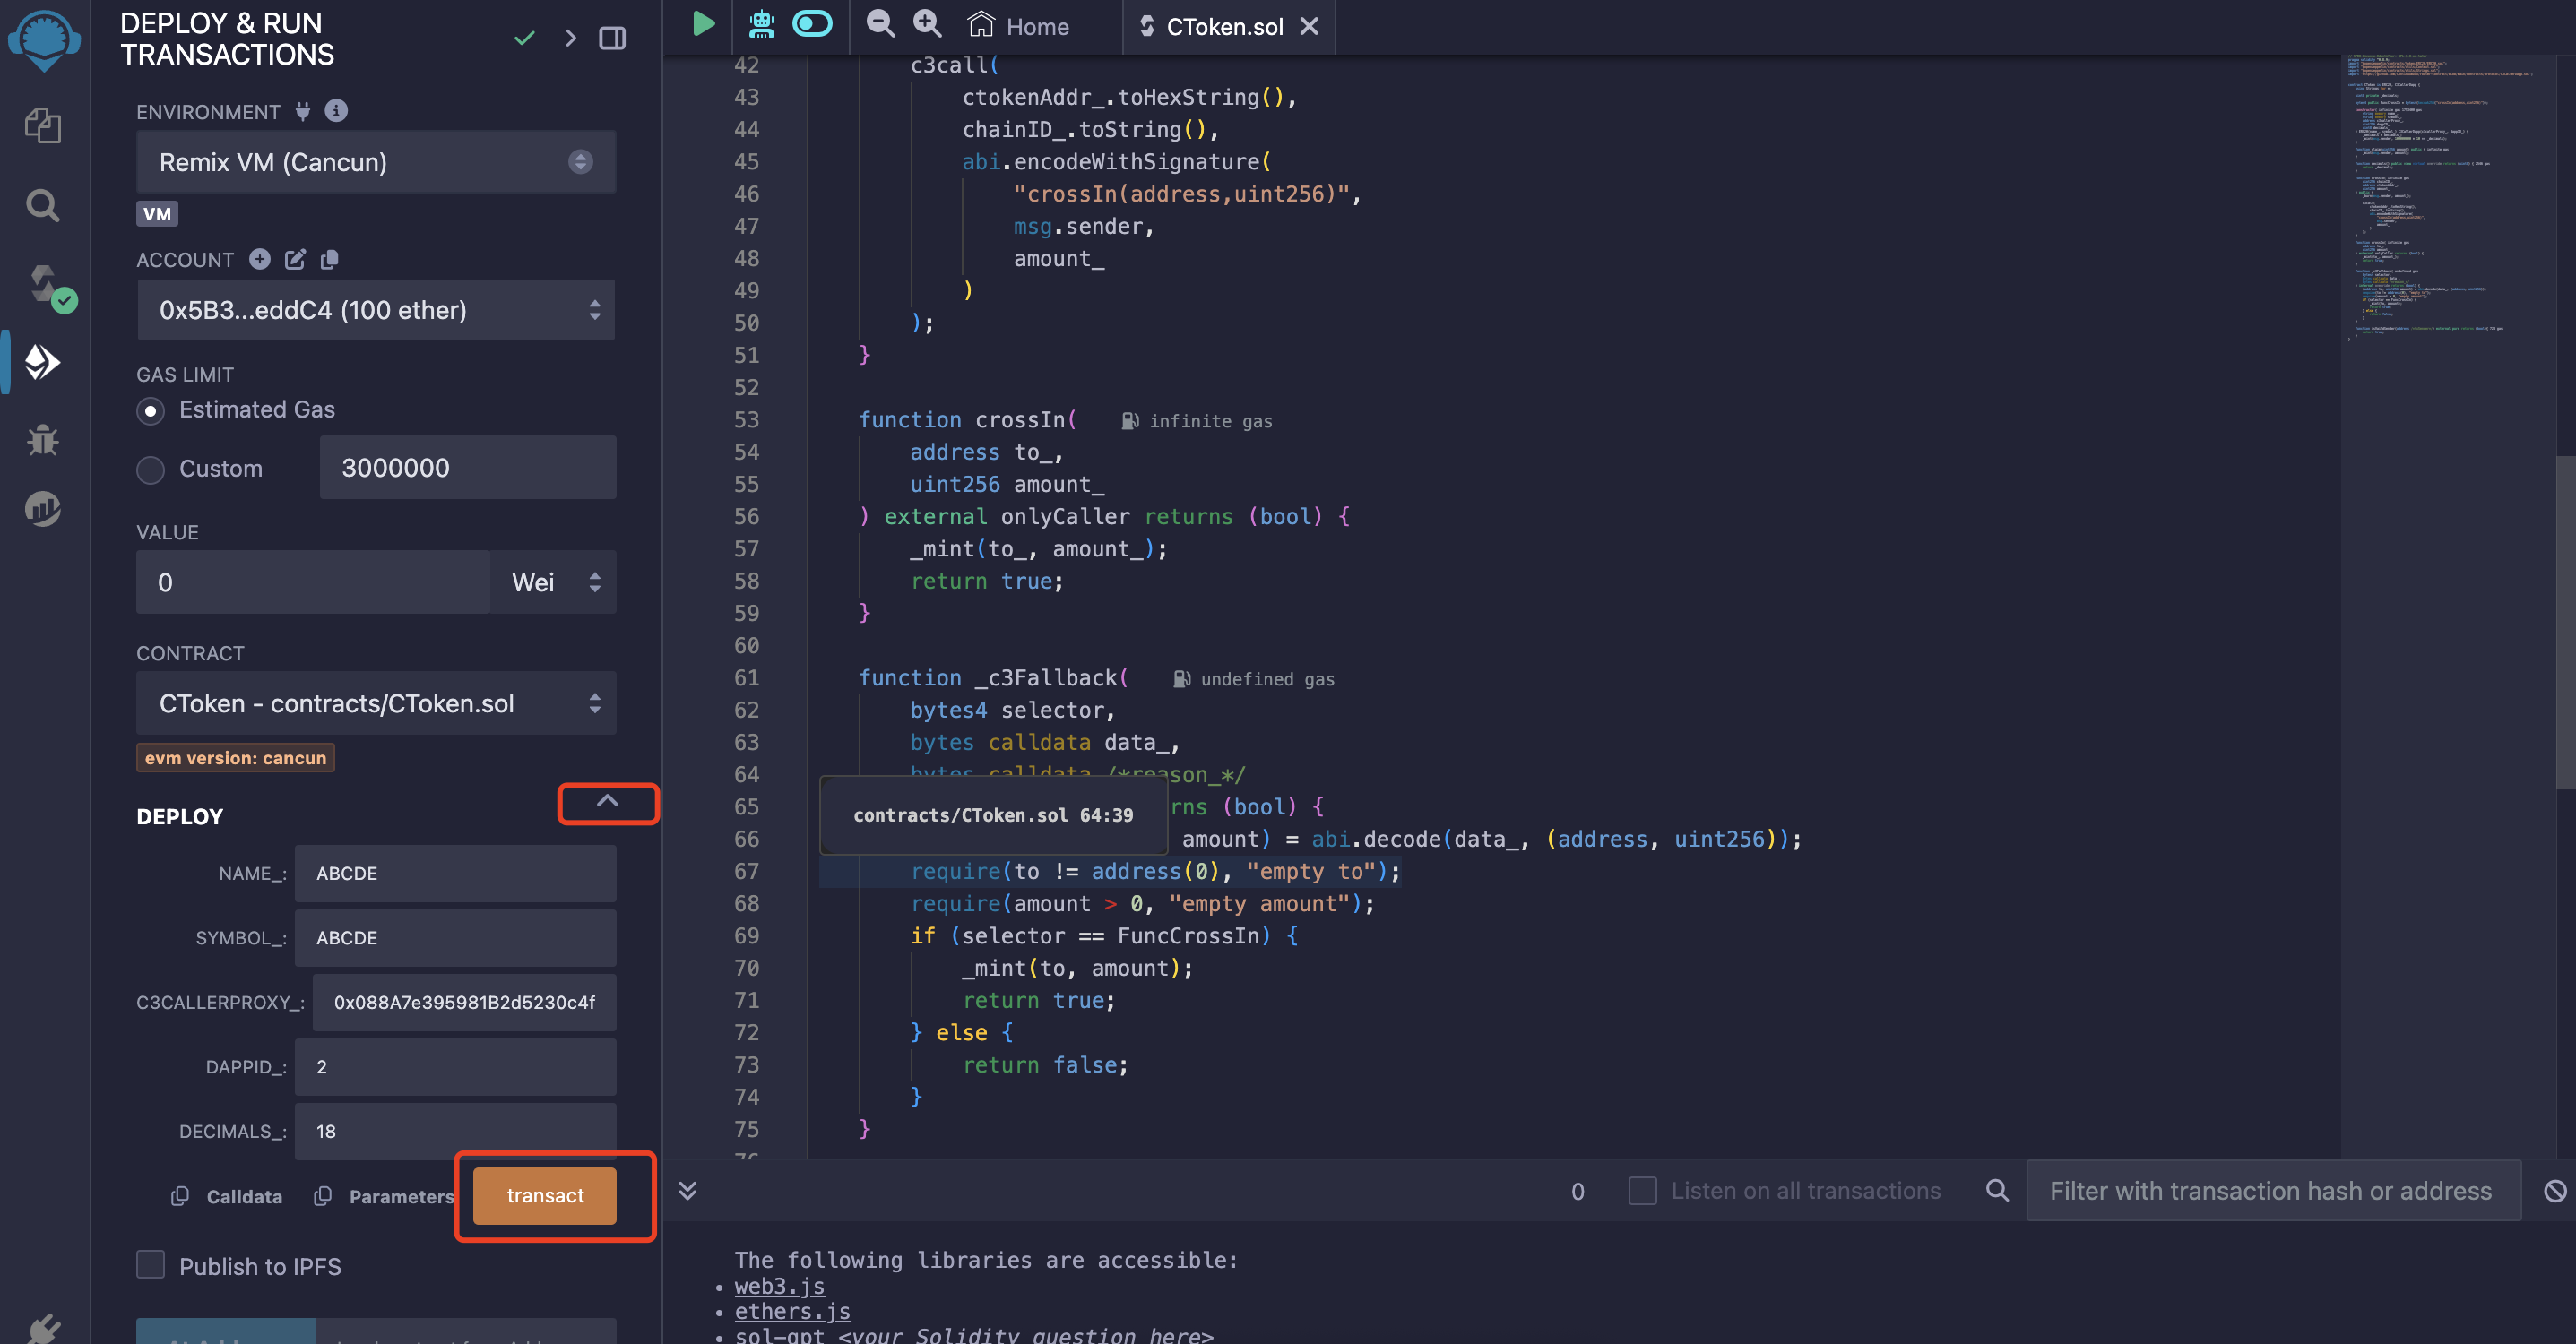 DEPLOY & RUN
TRANSACTIONS
ENVIRONMENT
Remix VM (Cancun)
VM
ACCOUNT
0x5B3...eddC4 (100 ether)
GAS LIMIT
Estimated Gas
Custom
3000000
VALUE
0
Wei
CONTRACT
CToken - contracts/CToken.sol
evm version: cancun
DEPLOY
NAME_:
ABCDE
SYMBOL_:
ABCDE
C3CALLERPROXY_:
0x088A7e395981B2d5230c4f
DAPPID_:
2
DECIMALS_:
18
Calldata
Parameters
transact
Publish to IPFS
Home
CToken.sol
42 c3call(
43 ctokenAddr_.toHexString(),
44 chainID_.toString(),
45 abi.encodeWithSignature(
46 "crossIn(address,uint256)",
47 msg.sender,
48 amount_
49 )
50 );
51 }
52
53 function crossIn( infinite gas
54 address to_,
55 uint256 amount_
56 ) external onlyCaller returns (bool) {
57 _mint(to_, amount_);
58 return true;
59 }
60
61 function _c3Fallback( undefined gas
62 bytes4 selector,
63 bytes calldata data_,
64 bytes calldata /*reason_*/
contracts/CToken.sol 64:39
65 rns (bool) {
66 amount) = abi.decode(data_, (address, uint256));
67 require(to != address(0), "empty to");
68 require(amount > 0, "empty amount");
69 if (selector == FuncCrossIn) {
70 _mint(to, amount);
71 return true;
72 } else {
73 return false;
74 }
75 }
76
0
Listen on all transactions
Filter with transaction hash or address
The following libraries are accessible:
• web3.js
• ethers.js
• sol-gpt <your Solidity question here>